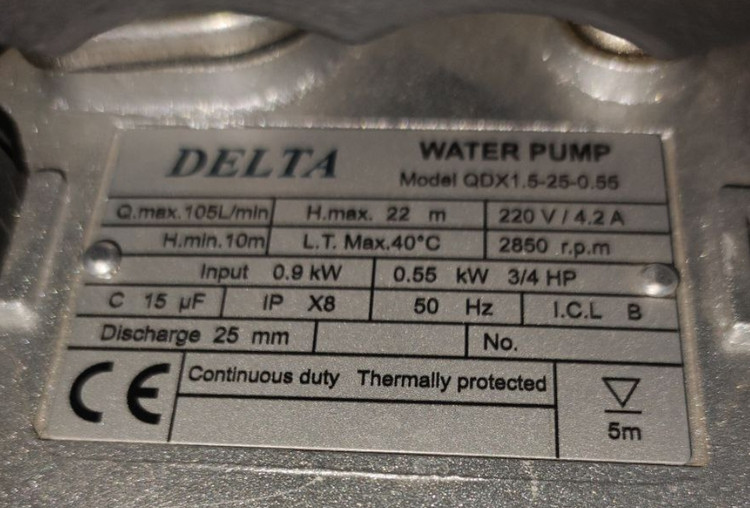 DELTA
WATER PUMP
Model QDX1.5-25-0.55
Q.max.105L/min H.max. 22 m 220 V / 4.2 A
H.min.10m L.T. Max.40°C 2850 r.p.m
Input 0.9 kW 0.55 kW 3/4 HP
C 15 µF IP X8 50 Hz I.C.L B
Discharge 25 mm No.
CE Continuous duty Thermally protected
5m